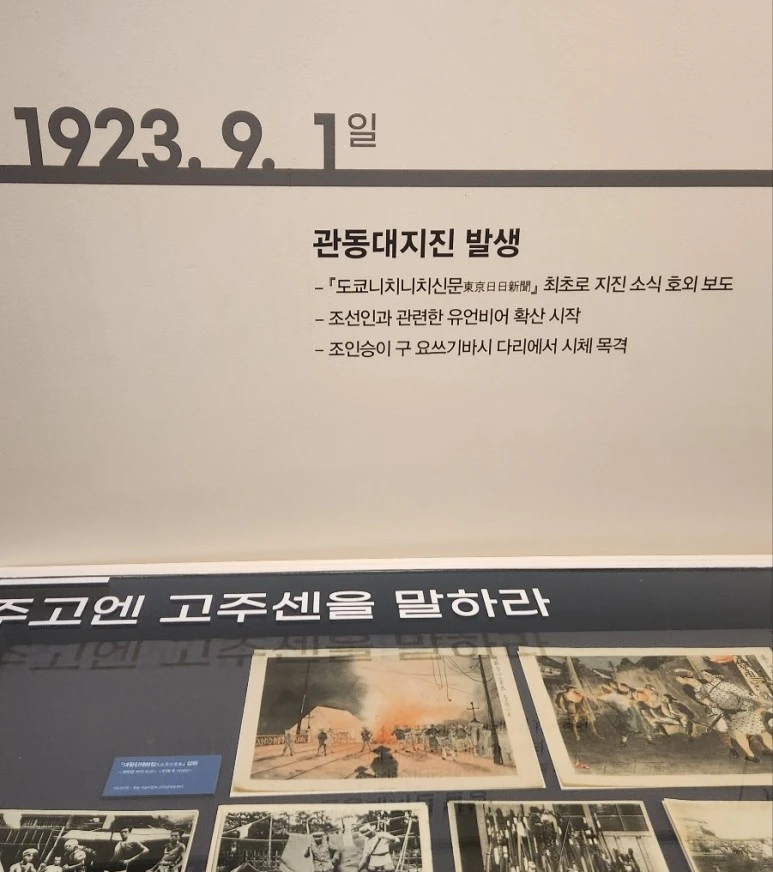 1923. 9. 1일
관동대지진 발생
– 『도쿄니치니치신문東京日日新聞』 최초로 지진 소식 호외 보도
– 조선인과 관련한 유언비어 확산 시작
– 조인승이 구 요쓰기바시 다리에서 시체 목격
주고엔 고주센을 말하라